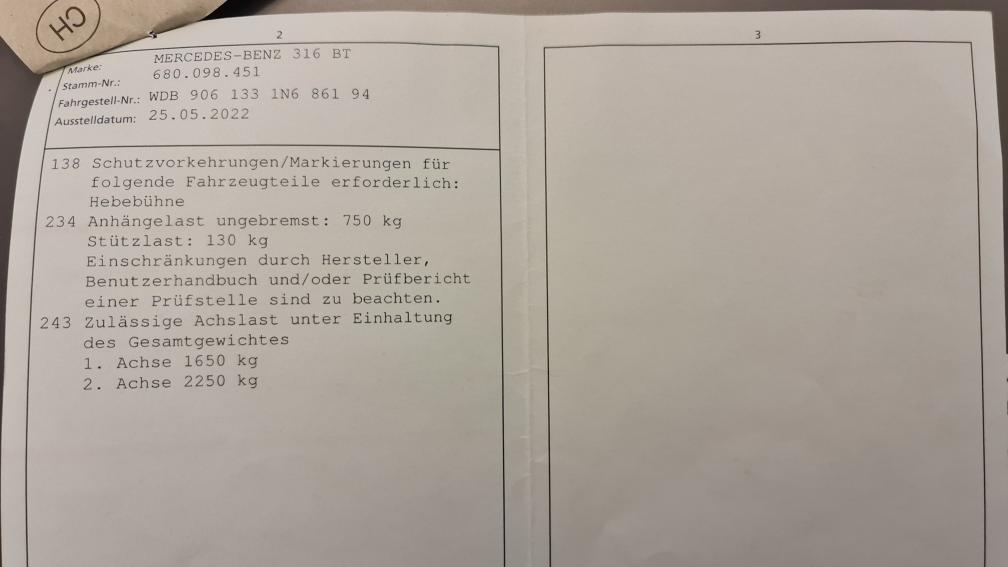 CH
2
3
Marke: MERCEDES-BENZ 316 BT
Stamm-Nr.: 680.098.451
Fahrgestell-Nr.: WDB 906 133 1N6 861 94
Ausstelldatum: 25.05.2022
138 Schutzvorkehrungen/Markierungen für
folgende Fahrzeugteile erforderlich:
Hebebühne
234 Anhängelast ungebremst: 750 kg
Stützlast: 130 kg
Einschränkungen durch Hersteller,
Benutzerhandbuch und/oder Prüfbericht
einer Prüfstelle sind zu beachten.
243 Zulässige Achslast unter Einhaltung
des Gesamtgewichtes
1. Achse 1650 kg
2. Achse 2250 kg